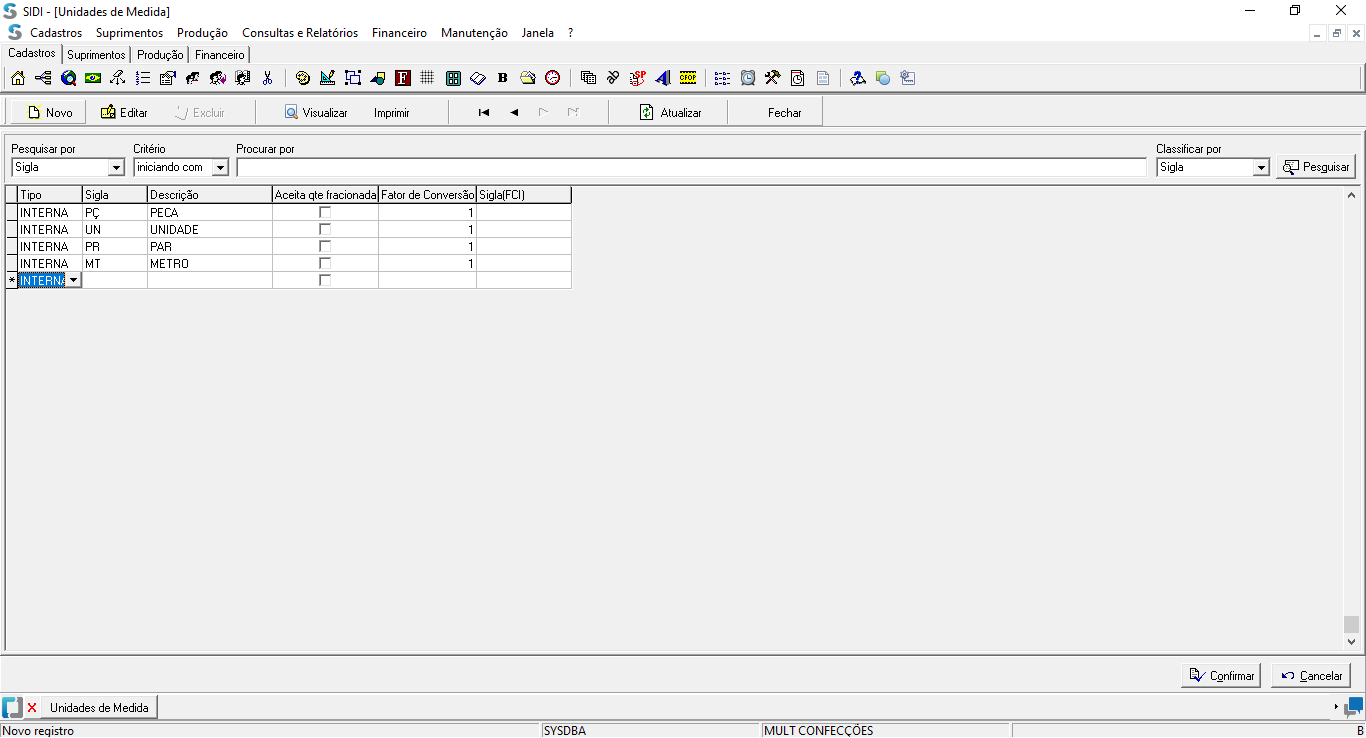 SIDI - [Unidades de Medida]
Cadastros Suprimentos Produção Consultas e Relatórios Financeiro Manutenção Janela ?
Cadastros Suprimentos Produção Financeiro
F B SP CFOP
Novo Editar Excluir Visualizar Imprimir Atualizar Fechar
Pesquisar por Critério Procurar por Classificar por
Sigla iniciando com Sigla Pesquisar
Tipo Sigla Descrição Aceita qte fracionada Fator de Conversão Sigla(FCI)
INTERNA PÇ PECA 1
INTERNA UN UNIDADE 1
INTERNA PR PAR 1
INTERNA MT METRO 1
* INTERNA
Confirmar Cancelar
Unidades de Medida
Novo registro SYSDBA MULT CONFECÇÕES B